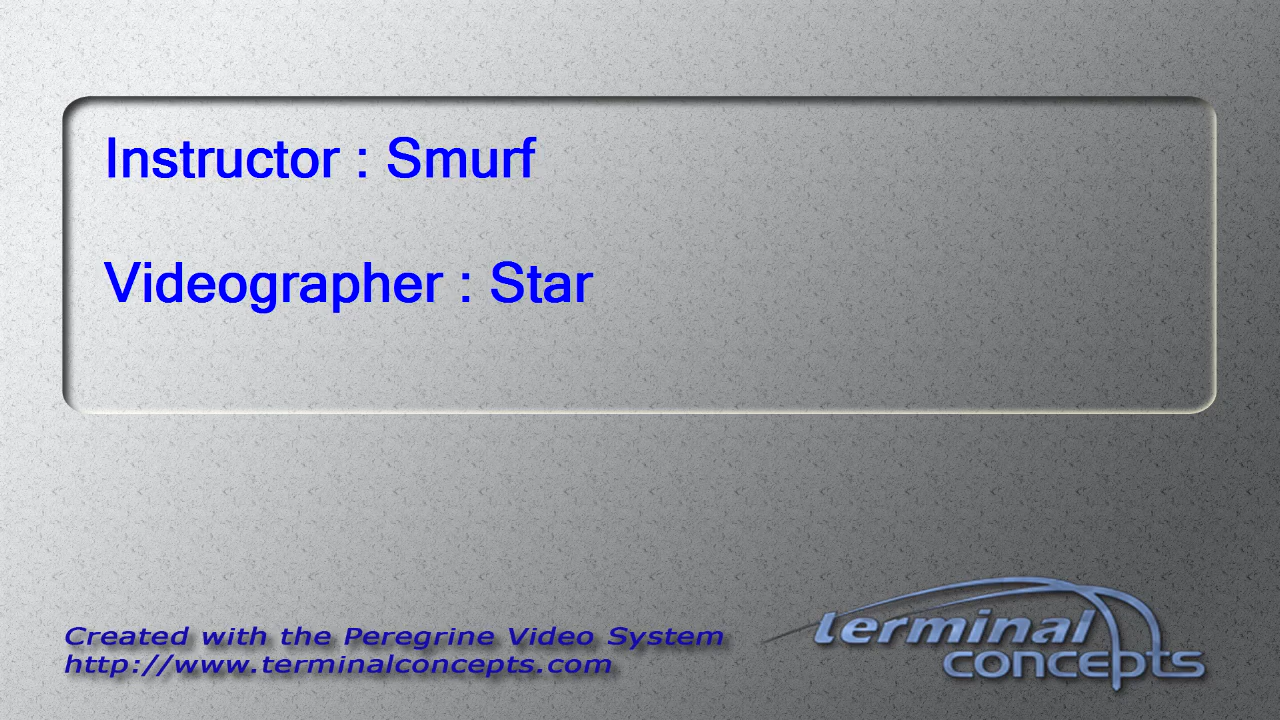 Instructor : Smurf
Videographer : Star
Created with the Peregrine Video System
http://www.terminalconcepts.com
terminal
concepts